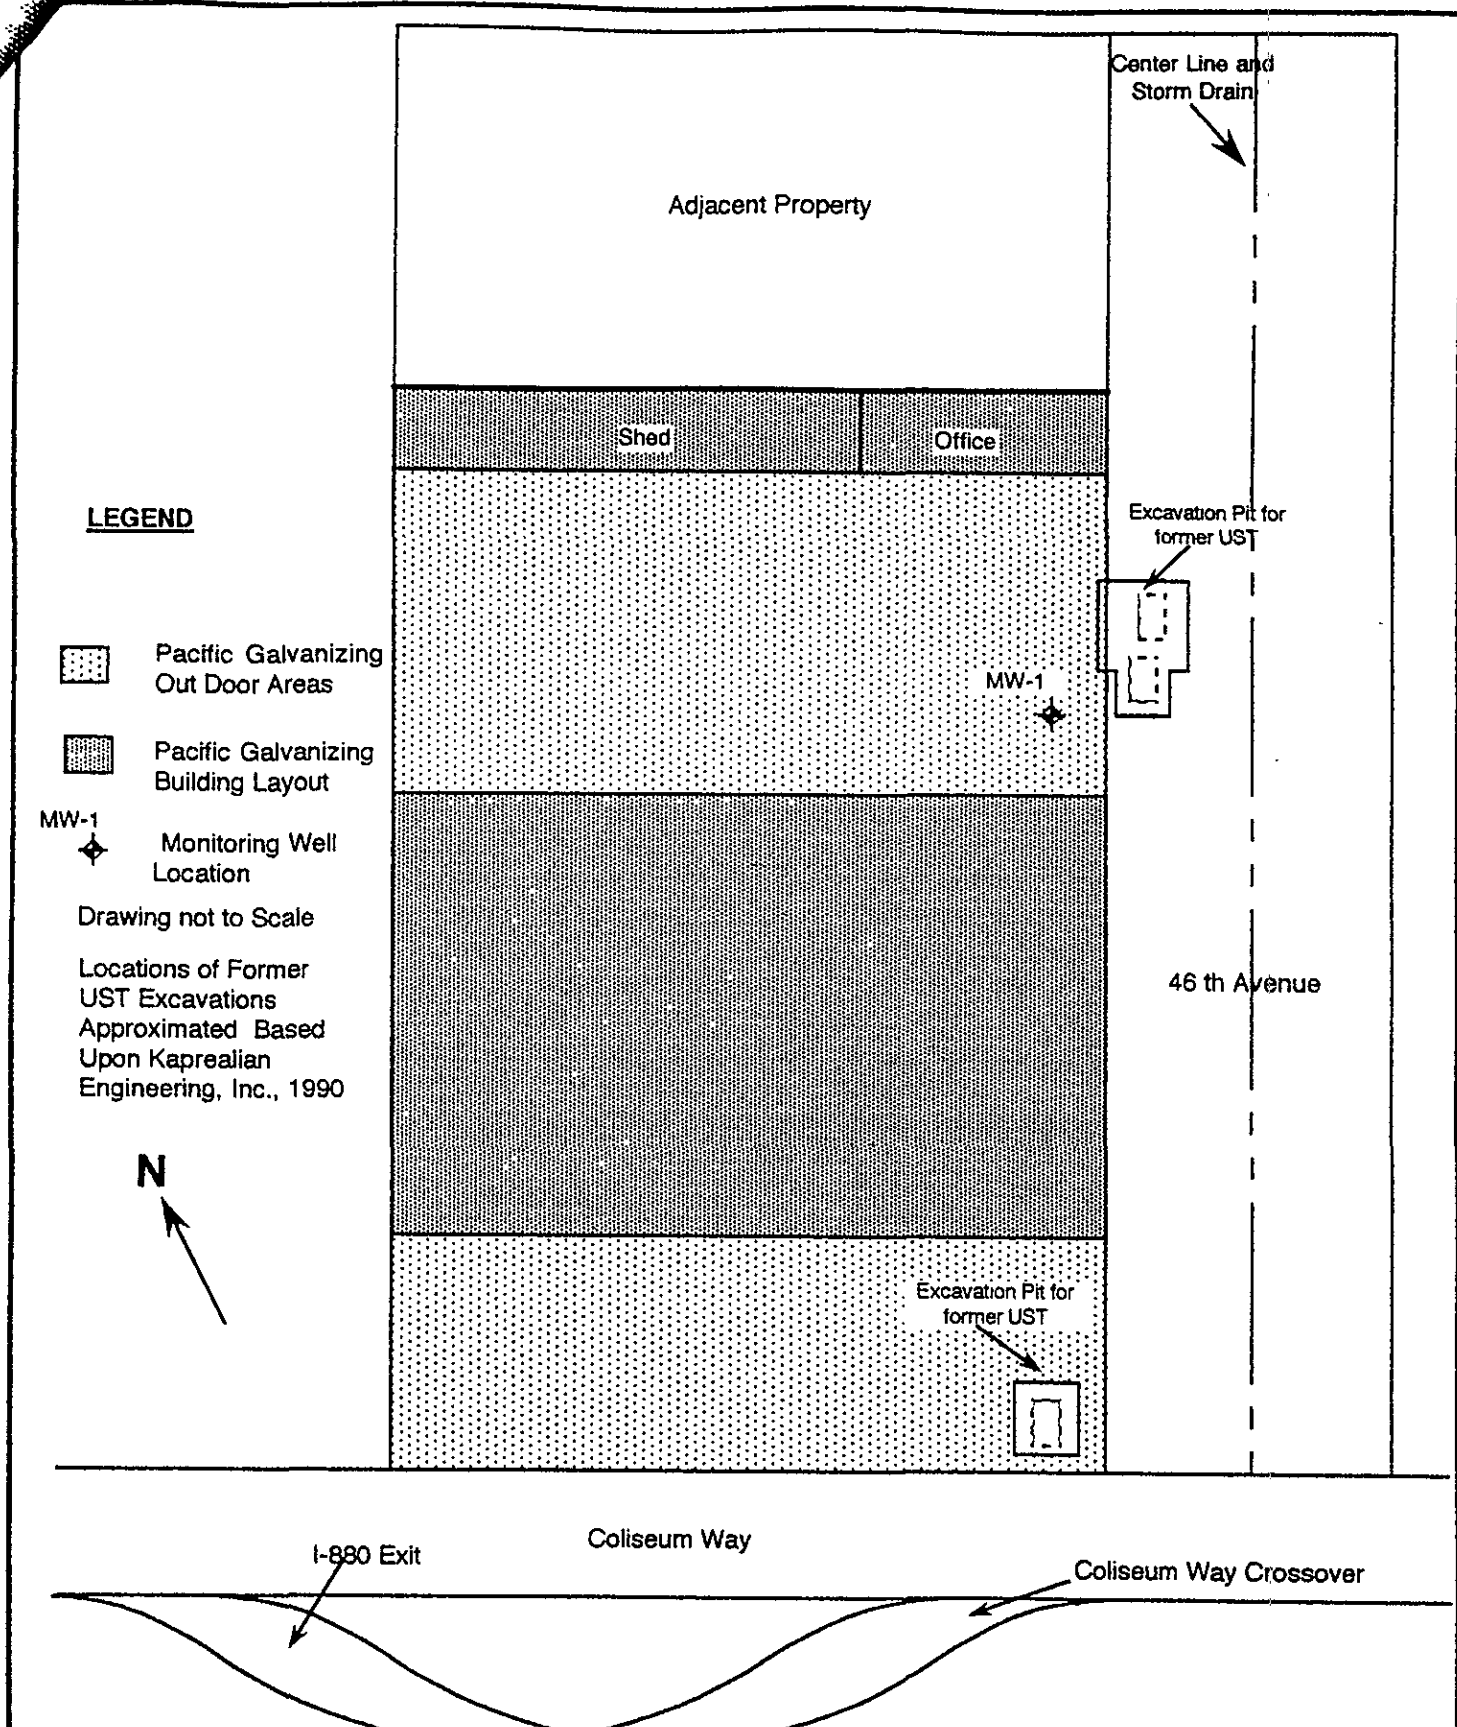 Center Line and
Storm Drain
Adjacent Property
Shed
Office
LEGEND
Excavation Pit for
former UST
Pacific Galvanizing
Out Door Areas
MW-1
Pacific Galvanizing
Building Layout
MW-1
Monitoring Well
Location
Drawing not to Scale
Locations of Former
UST Excavations
Approximated Based
Upon Kaprealian
Engineering, Inc., 1990
46 th Avenue
N
Excavation Pit for
former UST
Coliseum Way
I-880 Exit
Coliseum Way Crossover